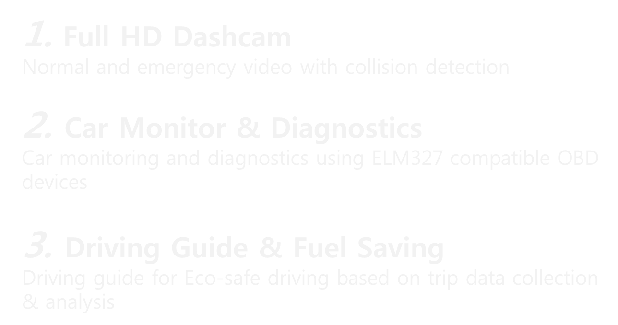 1. Full HD Dashcam
Normal and emergency video with collision detection
2. Car Monitor & Diagnostics
Car monitoring and diagnostics using ELM327 compatible OBD
devices
3. Driving Guide & Fuel Saving
Driving guide for Eco-safe driving based on trip data collection
& analysis